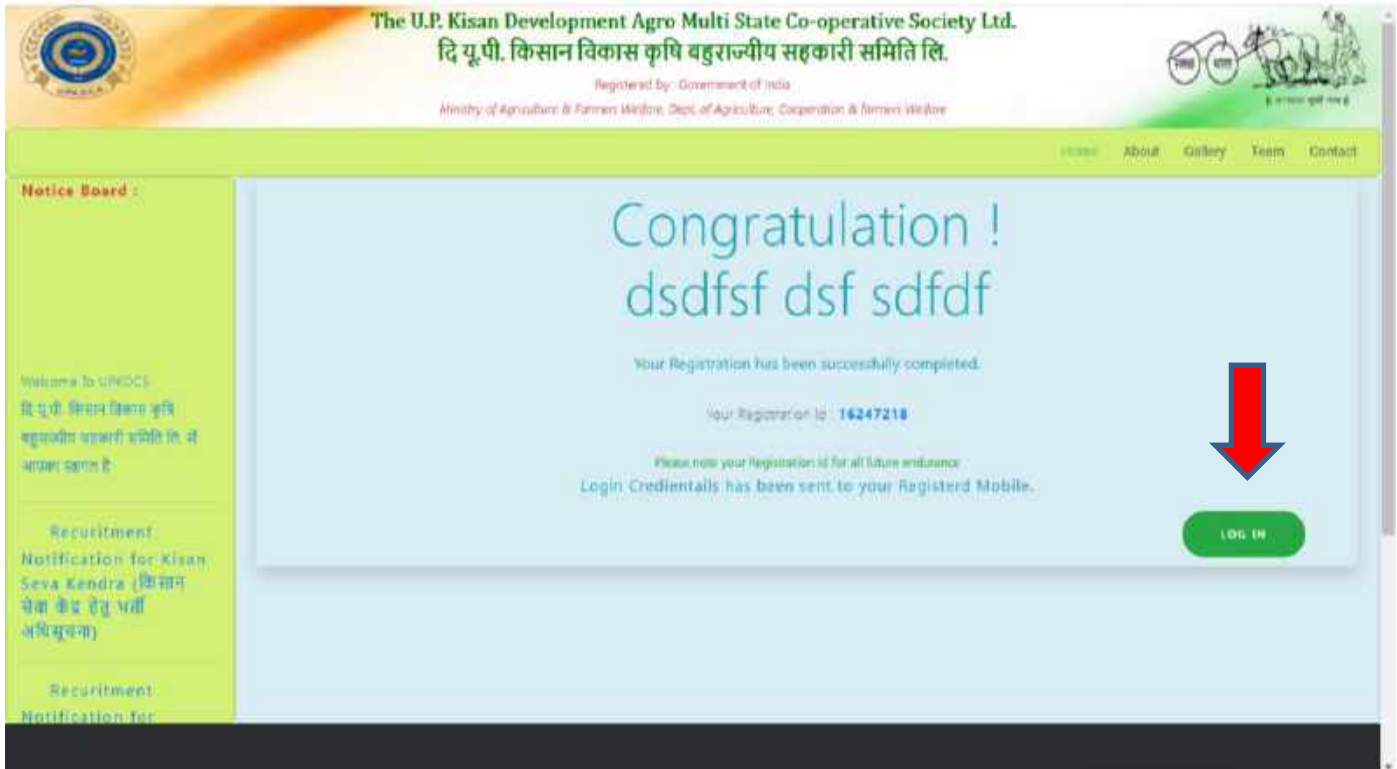 The U.P. Kisan Development Agro Multi State Co-operative Society Ltd.
दि यू.पी. किसान विकास कृषि बहुराज्यीय सहकारी समिति लि.
Registered by: Government of India
Ministry of Agriculture & Farmers Welfare, Dept. of Agriculture, Cooperation & farmers Welfare
Home About Gallery Team Contact
Notice Board :
Congratulation !
dsdfsf dsf sdfdf
Your Registration has been successfully completed.
Your Registration Id : 16247218
Please note your Registration Id for all future endurance
Login Credientails has been sent to your Registerd Mobile.
LOG IN
Welcome To UPKDCS
दि यू.पी. किसान विकास कृषि
बहुराज्यीय सहकारी समिति लि. में
आपका स्वागत है
Recuritment
Notification for Kisan
Seva Kendra (किसान
सेवा केंद्र हेतु भर्ती
अधिसूचना)
Recuritment
Notification for